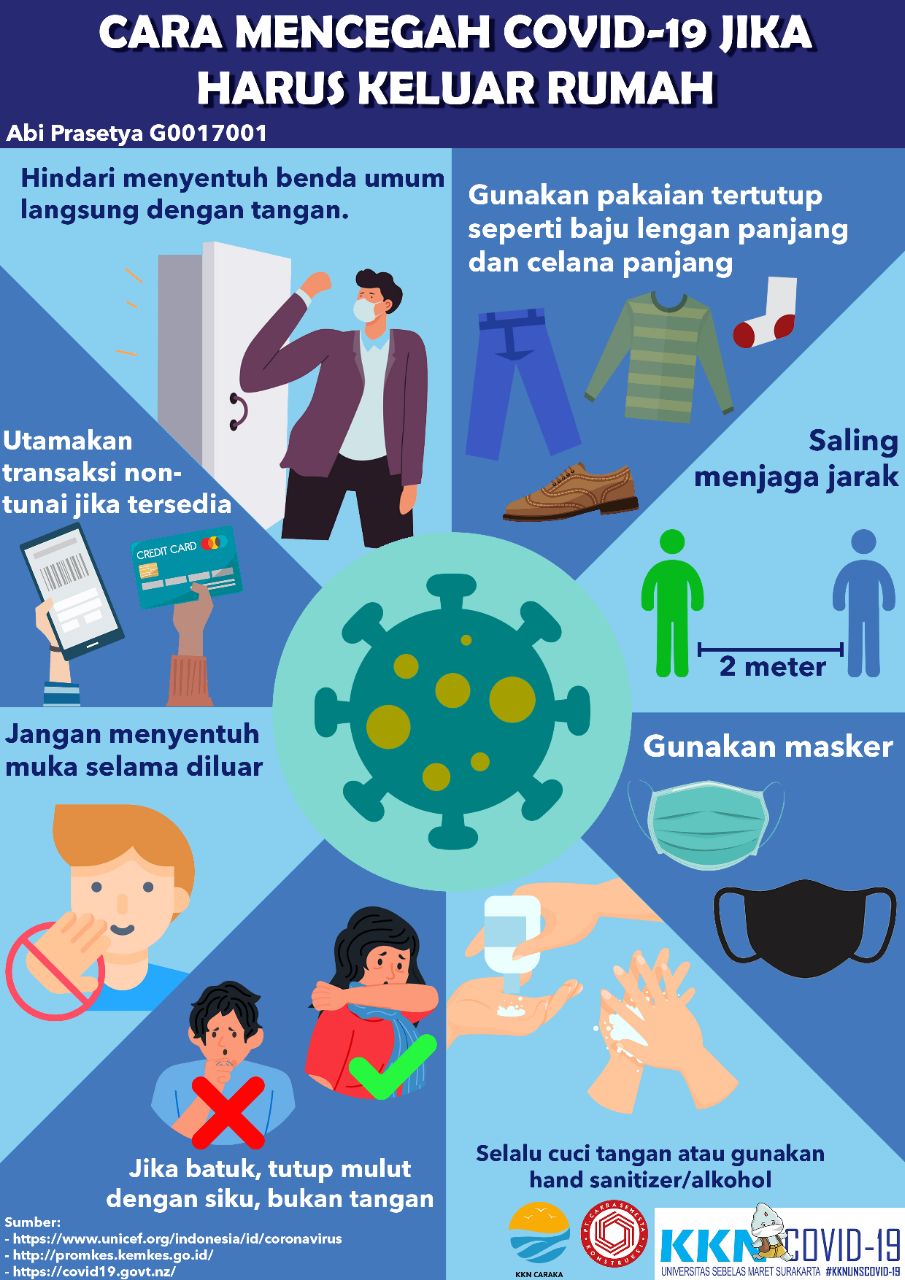 CARA MENCEGAH COVID-19 JIKA
HARUS KELUAR RUMAH
Abi Prasetya G0017001
Hindari menyentuh benda umum
langsung dengan tangan.
Gunakan pakaian tertutup
seperti baju lengan panjang
dan celana panjang
Utamakan
transaksi non-
tunai jika tersedia
CREDIT CARD
Saling
menjaga jarak
2 meter
Jangan menyentuh
muka selama diluar
Gunakan masker
Jika batuk, tutup mulut
dengan siku, bukan tangan
Selalu cuci tangan atau gunakan
hand sanitizer/alkohol
Sumber:
- https://www.unicef.org/indonesia/id/coronavirus
- http://promkes.kemkes.go.id/
- https://covid19.govt.nz/
KKN CARAKA
PT. CARDA SEMESTA
KONSTRUKSI
KKN COVID-19
UNIVERSITAS SEBELAS MARET SURAKARTA #KKNUNSCOVID-19